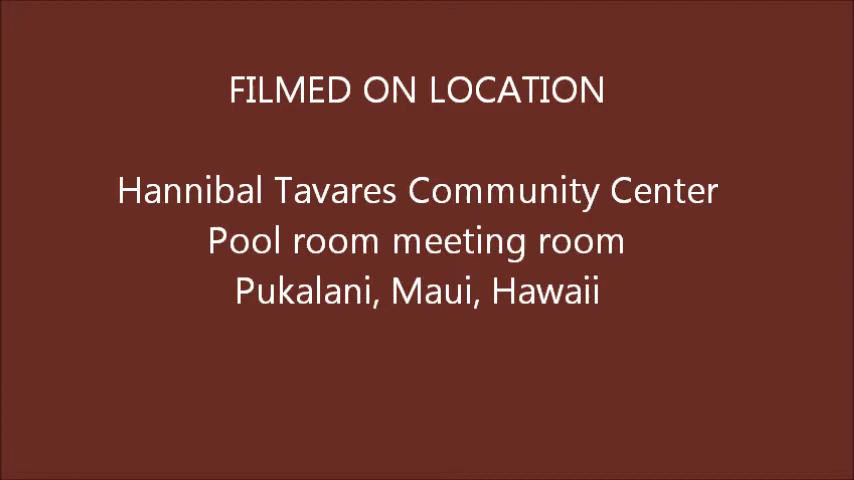 FILMED ON LOCATION
Hannibal Tavares Community Center
Pool room meeting room
Pukalani, Maui, Hawaii